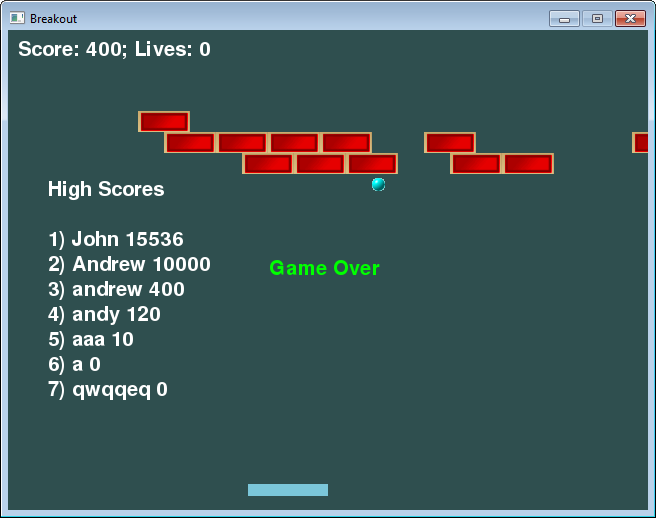 Breakout
Score: 400; Lives: 0
High Scores
1) John 15536
2) Andrew 10000
Game Over
3) andrew 400
4) andy 120
5) aaa 10
6) a 0
7) qwqqeq 0